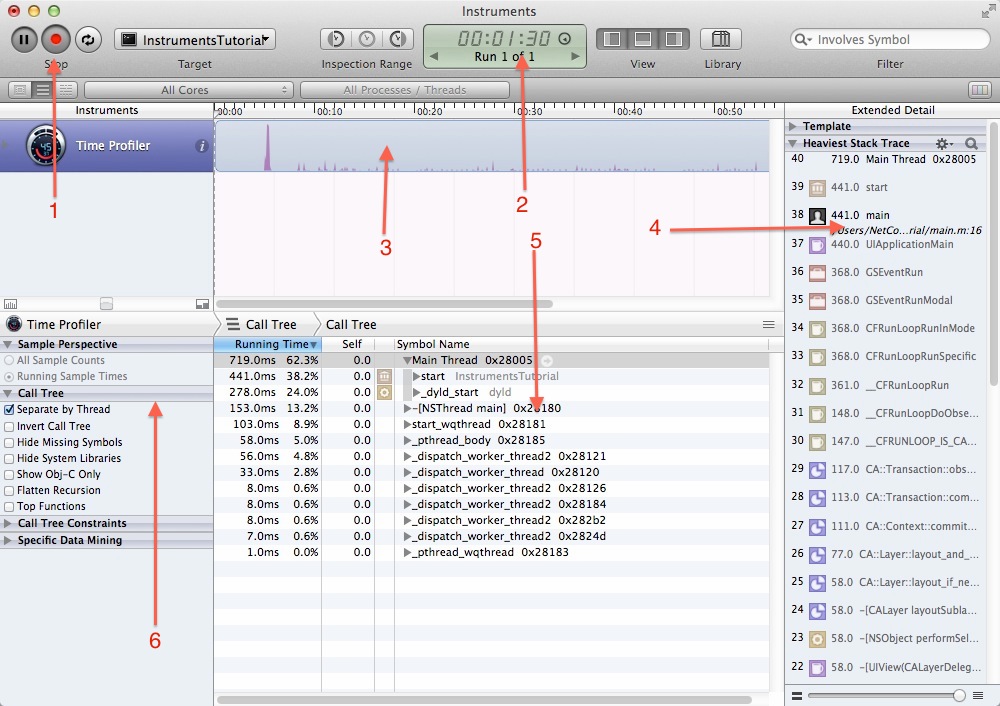 Instruments
InstrumentsTutorial
00:01:30
Run 1 of 1
Involves Symbol
Stop
Target
Inspection Range
View
Library
Filter
All Cores
All Processes / Threads
Instruments
00:00
00:10
00:20
00:30
00:40
00:50
Extended Detail
Time Profiler
1
2
3
4
5
6
Template
Heaviest Stack Trace
40 719.0 Main Thread 0x28005
39 441.0 start
38 441.0 main
/Users/NetCo...rial/main.m:16
37 440.0 UIApplicationMain
36 368.0 GSEventRun
35 368.0 GSEventRunModal
34 368.0 CFRunLoopRunInMode
33 368.0 CFRunLoopRunSpecific
32 361.0 __CFRunLoopRun
31 148.0 __CFRunLoopDoObse...
30 147.0 __CFRUNLOOP_IS_CA...
29 117.0 CA::Transaction::obs...
28 113.0 CA::Transaction::com...
27 111.0 CA::Context::commit...
26 77.0 CA::Layer::layout_and_...
25 58.0 CA::Layer::layout_if_ne...
24 58.0 -[CALayer layoutSubla...
23 58.0 -[NSObject performSel...
22 58.0 -[UIView(CALayerDeleg...
Time Profiler
Call Tree
Call Tree
Sample Perspective
All Sample Counts
Running Sample Times
Call Tree
Separate by Thread
Invert Call Tree
Hide Missing Symbols
Hide System Libraries
Show Obj-C Only
Flatten Recursion
Top Functions
Call Tree Constraints
Specific Data Mining
Running Time Self Symbol Name
719.0ms 62.3% 0.0 Main Thread 0x28005
441.0ms 38.2% 0.0 start InstrumentsTutorial
278.0ms 24.0% 0.0 _dyld_start dyld
153.0ms 13.2% 0.0 -[NSThread main] 0x28180
103.0ms 8.9% 0.0 start_wqthread 0x28181
58.0ms 5.0% 0.0 _pthread_body 0x28185
56.0ms 4.8% 0.0 _dispatch_worker_thread2 0x28121
33.0ms 2.8% 0.0 _dispatch_worker_thread2 0x28120
8.0ms 0.6% 0.0 _dispatch_worker_thread2 0x28126
8.0ms 0.6% 0.0 _dispatch_worker_thread2 0x28184
8.0ms 0.6% 0.0 _dispatch_worker_thread2 0x282b2
7.0ms 0.6% 0.0 _dispatch_worker_thread2 0x2824d
1.0ms 0.0% 0.0 _pthread_wqthread 0x28183